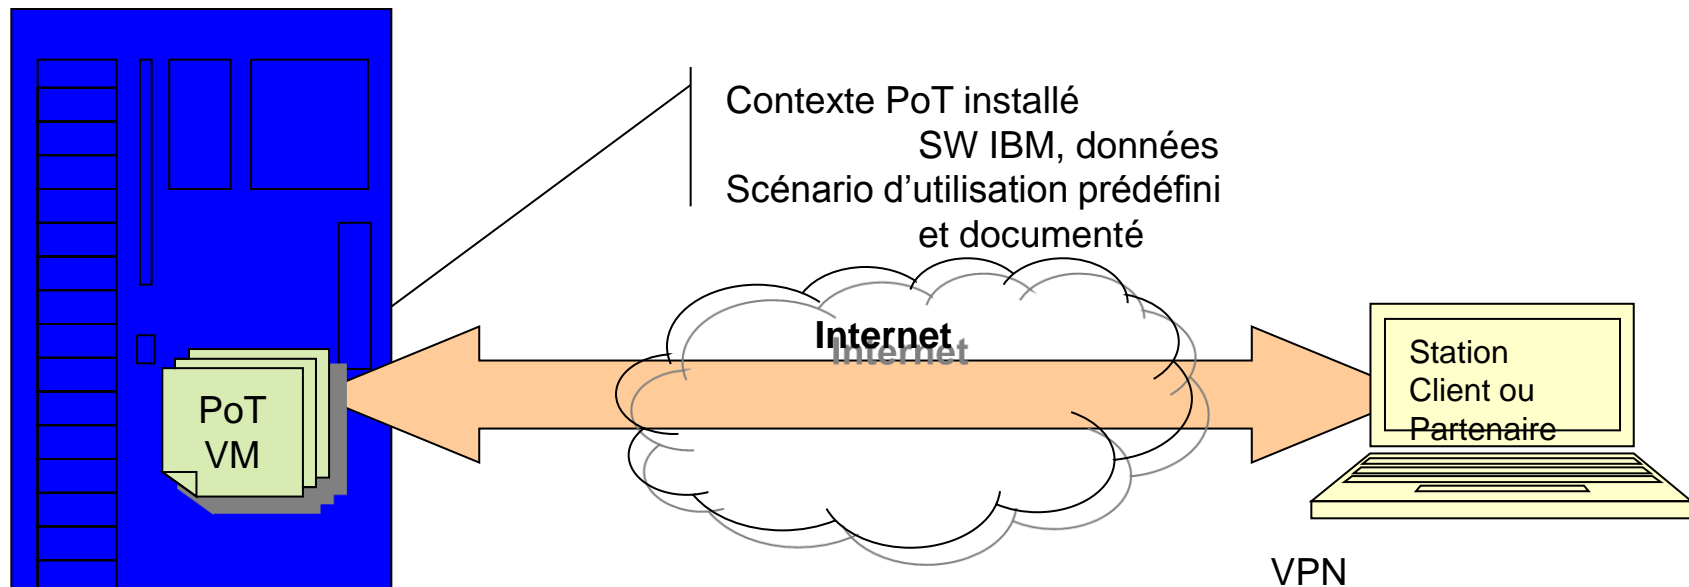 Contexte PoT installé
SW IBM, données
Scénario d’utilisation prédéfini
et documenté
Internet
PoT
VM
Station
Client ou
Partenaire
VPN